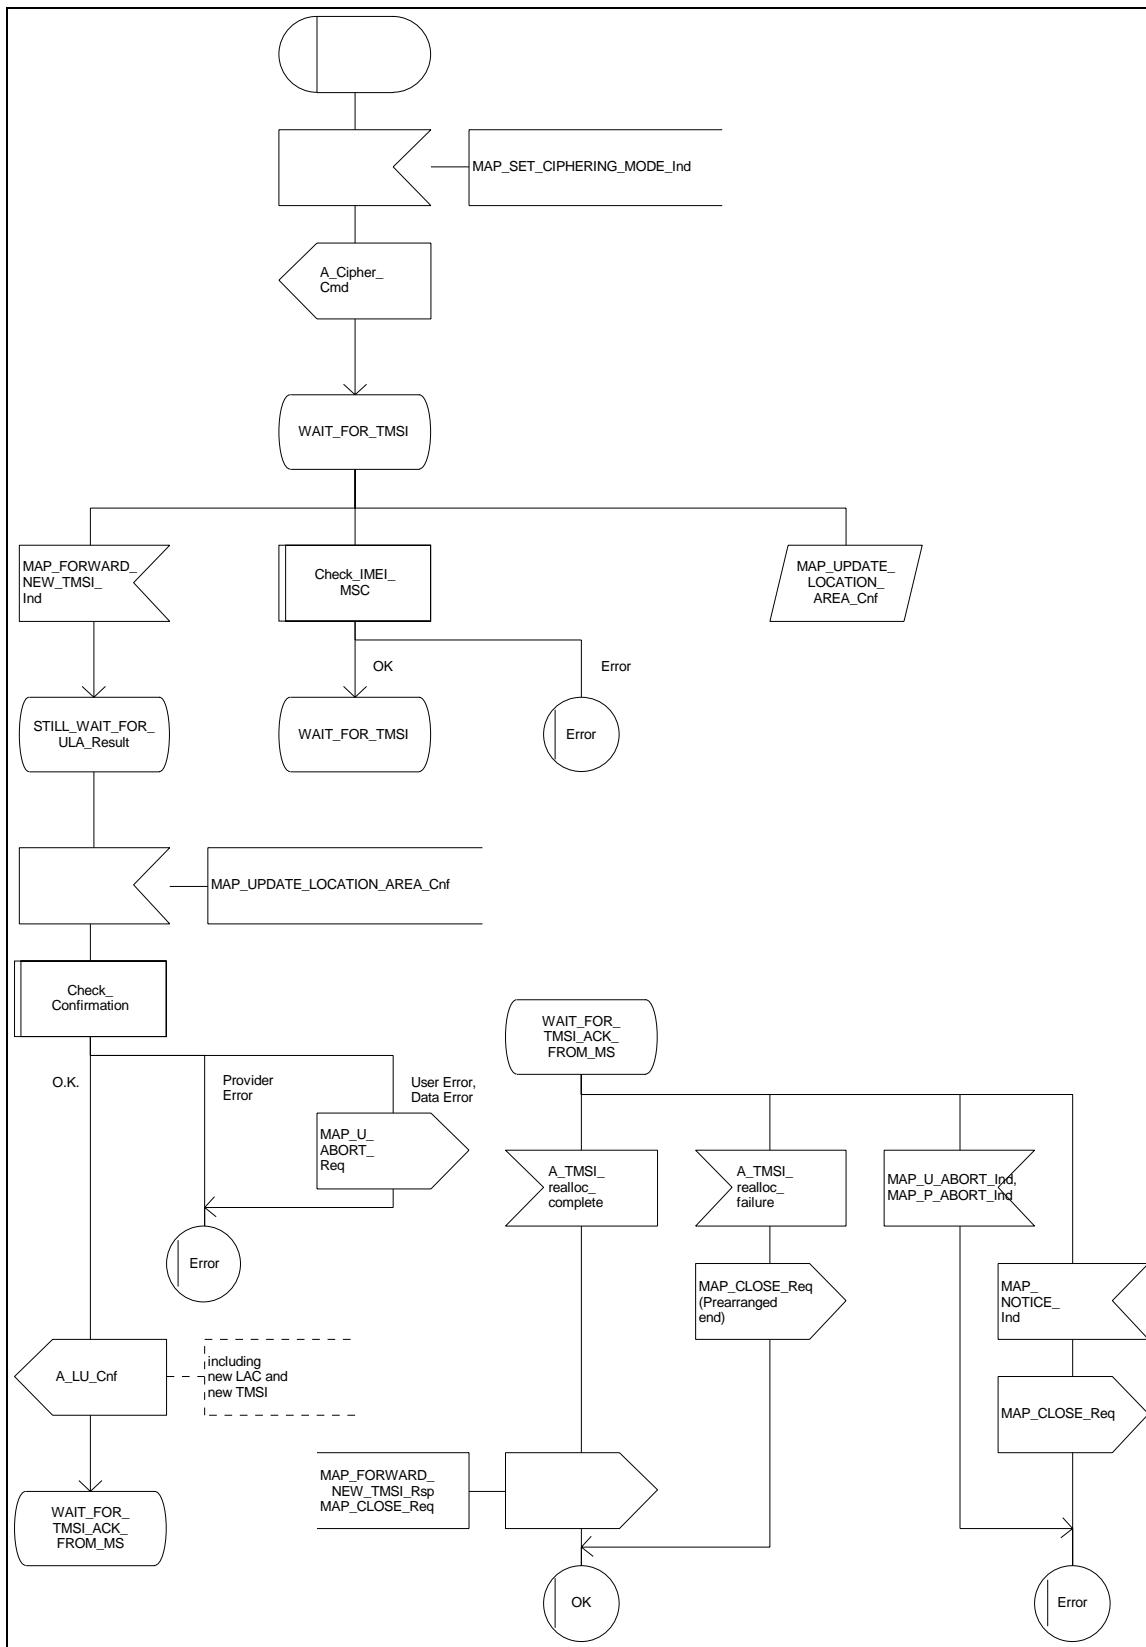 MAP_SET_CIPHERING_MODE_Ind
A_Cipher_
Cmd
WAIT_FOR_TMSI
MAP_FORWARD_
NEW_TMSI_
Ind
Check_IMEI_
MSC
MAP_UPDATE_
LOCATION_
AREA_Cnf
OK
Error
STILL_WAIT_FOR_
ULA_Result
WAIT_FOR_TMSI
Error
MAP_UPDATE_LOCATION_AREA_Cnf
Check_
Confirmation
O.K.
Provider
Error
User Error,
Data Error
MAP_U_
ABORT_
Req
Error
A_LU_Cnf
including
new LAC and
new TMSI
WAIT_FOR_
TMSI_ACK_
FROM_MS
WAIT_FOR_
TMSI_ACK_
FROM_MS
A_TMSI_
realloc_
complete
A_TMSI_
realloc_
failure
MAP_U_ABORT_Ind,
MAP_P_ABORT_Ind
MAP_CLOSE_Req
(Prearranged
end)
MAP_
NOTICE_
Ind
MAP_CLOSE_Req
MAP_FORWARD_
NEW_TMSI_Rsp
MAP_CLOSE_Req
OK
Error